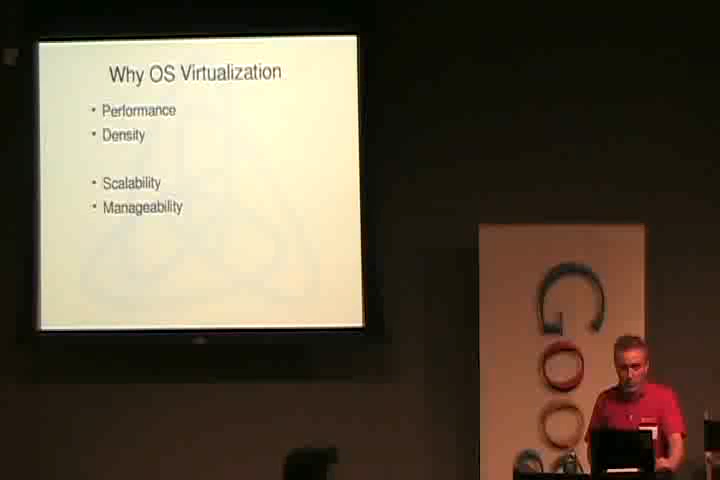 Why OS Virtualization
• Performance
• Density
• Scalability
• Manageability
Goo